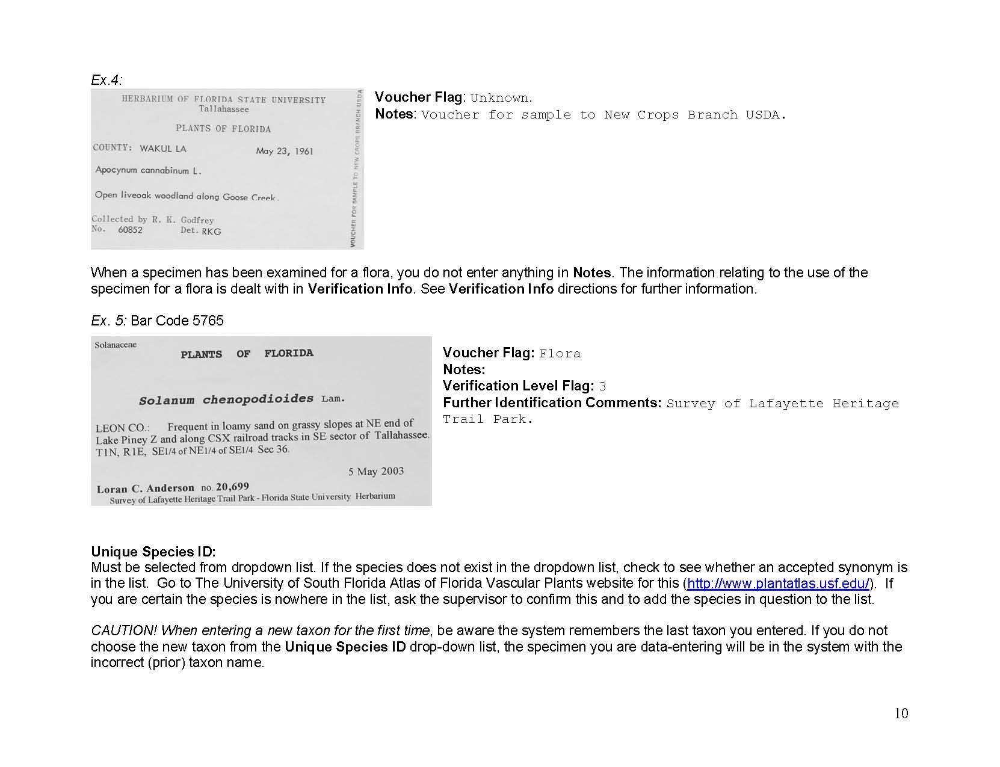 Ex.4:
HERBARIUM OF FLORIDA STATE UNIVERSITY
Tallahassee
PLANTS OF FLORIDA
COUNTY: WAKUL LA May 23, 1961
Apocynum cannabinum L.
Open liveoak woodland along Goose Creek.
Collected by R. K. Godfrey
No. 60852 Det. RKG
VOUCHER FOR SAMPLE TO NEW CROPS BRANCH USDA
Voucher Flag: Unknown.
Notes: Voucher for sample to New Crops Branch USDA.
When a specimen has been examined for a flora, you do not enter anything in Notes. The information relating to the use of the
specimen for a flora is dealt with in Verification Info. See Verification Info directions for further information.
Ex. 5: Bar Code 5765
Solanaceae
PLANTS OF FLORIDA
Solanum chenopodioides Lam.
LEON CO.: Frequent in loamy sand on grassy slopes at NE end of
Lake Piney Z and along CSX railroad tracks in SE sector of Tallahassee.
T1N, R1E, SE1/4 of NE1/4 of SE1/4 Sec 36.
5 May 2003
Loran C. Anderson no. 20,699
Survey of Lafayette Heritage Trail Park - Florida State University Herbarium
Voucher Flag: Flora
Notes:
Verification Level Flag: 3
Further Identification Comments: Survey of Lafayette Heritage
Trail Park.
Unique Species ID:
Must be selected from dropdown list. If the species does not exist in the dropdown list, check to see whether an accepted synonym is
in the list. Go to The University of South Florida Atlas of Florida Vascular Plants website for this (http://www.plantatlas.usf.edu/). If
you are certain the species is nowhere in the list, ask the supervisor to confirm this and to add the species in question to the list.
CAUTION! When entering a new taxon for the first time, be aware the system remembers the last taxon you entered. If you do not
choose the new taxon from the Unique Species ID drop-down list, the specimen you are data-entering will be in the system with the
incorrect (prior) taxon name.
10